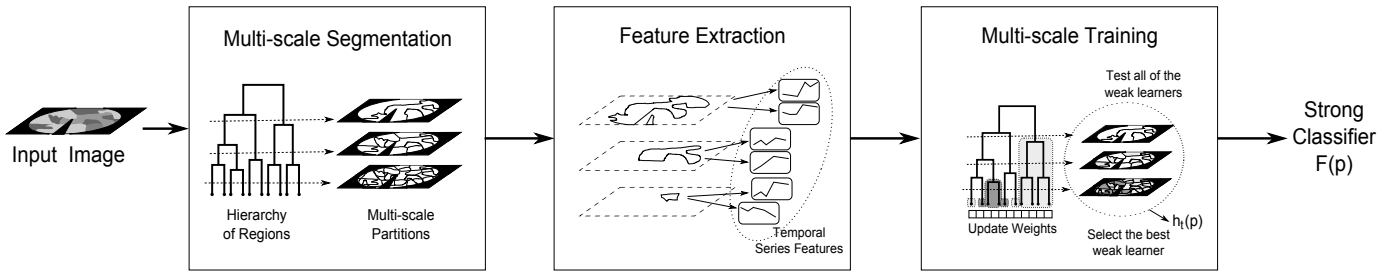 Input Image
Multi-scale Segmentation
Hierarchy
of Regions
Multi-scale
Partitions
Feature Extraction
Temporal
Series Features
Multi-scale Training
Test all of the
weak learners
Update Weights
Select the best
weak learner
h_t(p)
Strong
Classifier
F(p)